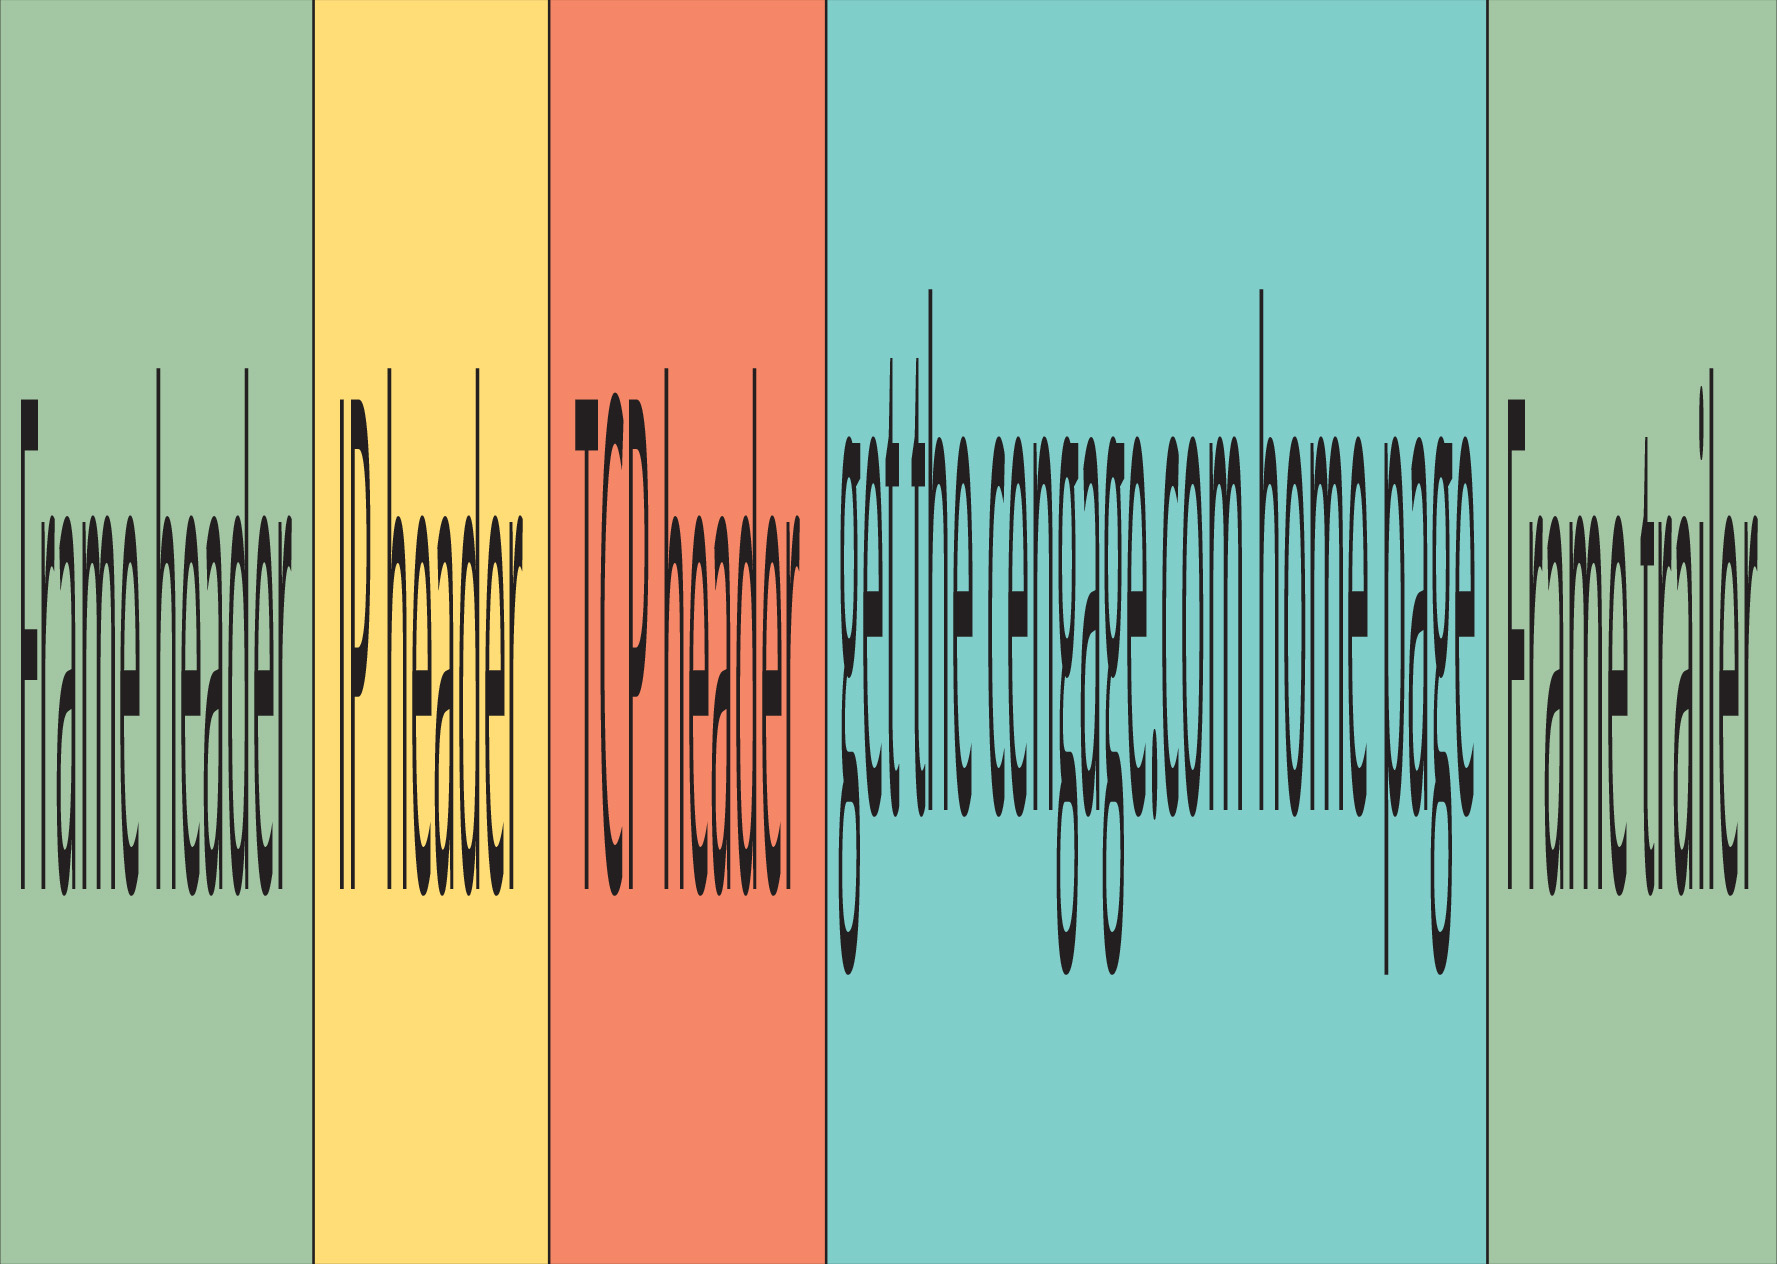 Frame header
IP header
TCP header
get the cengage.com home page
Frame trailer